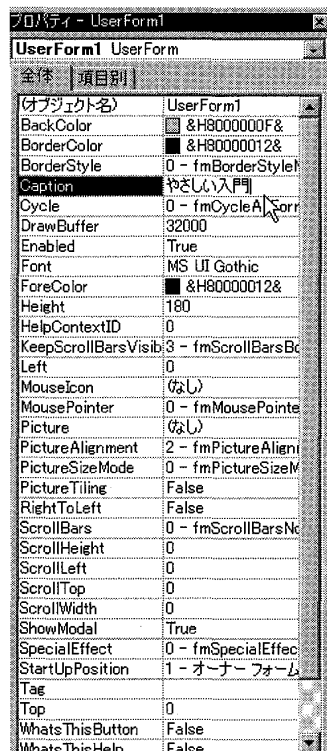 プロパティ - UserForm1
UserForm1 UserForm
全体 項目別
(オブジェクト名) UserForm1
BackColor &H8000000F&
BorderColor &H80000012&
BorderStyle 0 - fmBorderStyleN
Caption やさしい入門
Cycle 0 - fmCycleA
DrawBuffer 32000
Enabled True
Font MS UI Gothic
ForeColor &H80000012&
Height 180
HelpContextID 0
KeepScrollBarsVisib 3 - fmScrollBarsBo
Left 0
MouseIcon (なし)
MousePointer 0 - fmMousePointe
Picture (なし)
PictureAlignment 2 - fmPictureAlignm
PictureSizeMode 0 - fmPictureSizeM
PictureTiling False
RightToLeft False
ScrollBars 0 - fmScrollBarsNo
ScrollHeight 0
ScrollLeft 0
ScrollTop 0
ScrollWidth 0
ShowModal True
SpecialEffect 0 - fmSpecialEffec
StartUpPosition 1 - オーナー フォーム
Tag
Top 0
WhatsThisButton False
WhatsThisHelp False